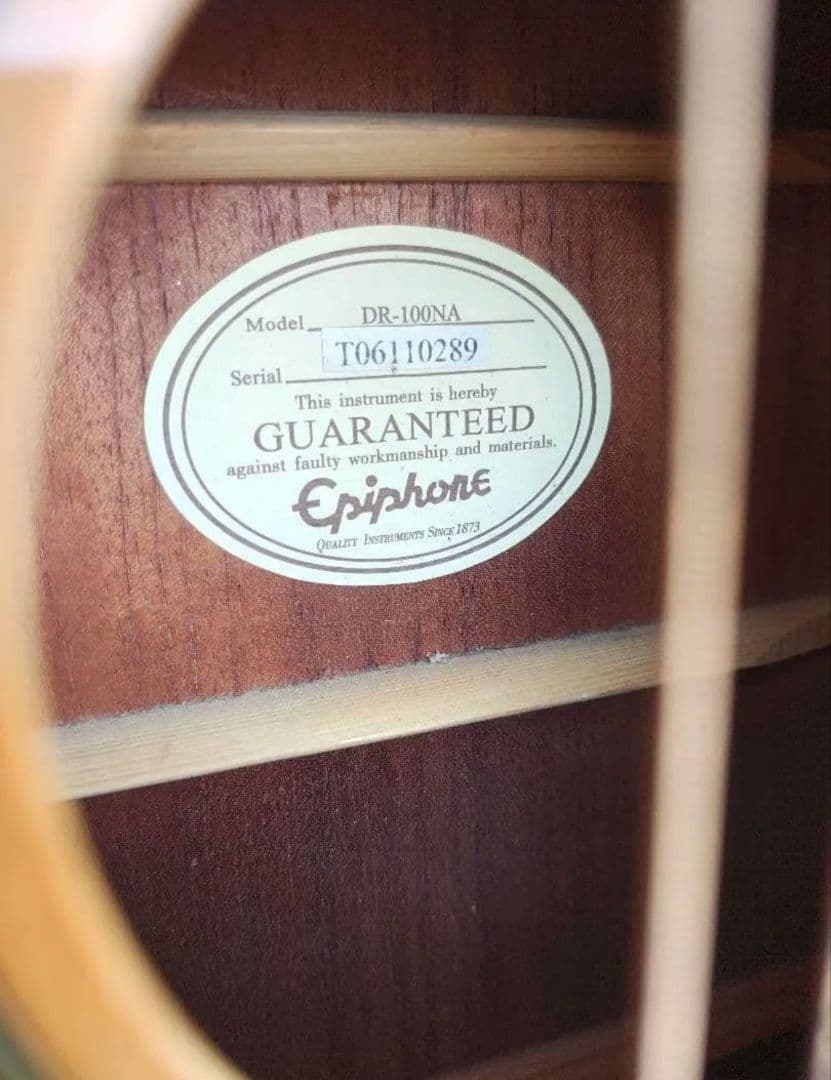 Model DR-100NA
Serial T06110289
This instrument is hereby
GUARANTEED
against faulty workmanship and materials.
Epiphone
QUALITY INSTRUMENTS SINCE 1873